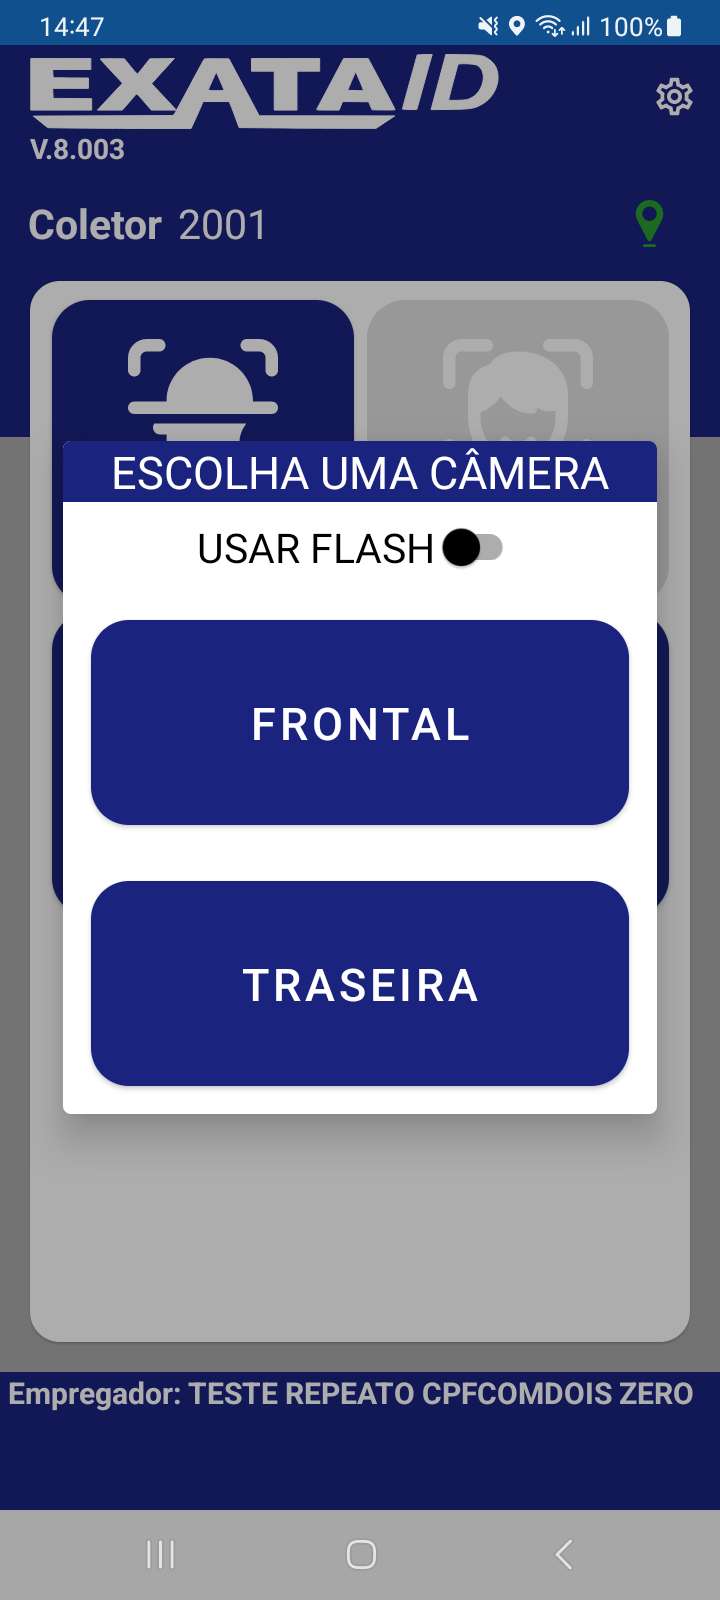 14:47
100%
EXATAID
V.8.003
Coletor 2001
ESCOLHA UMA CÂMERA
USAR FLASH
FRONTAL
TRASEIRA
Empregador: TESTE REPEATO CPFCOMDOIS ZERO